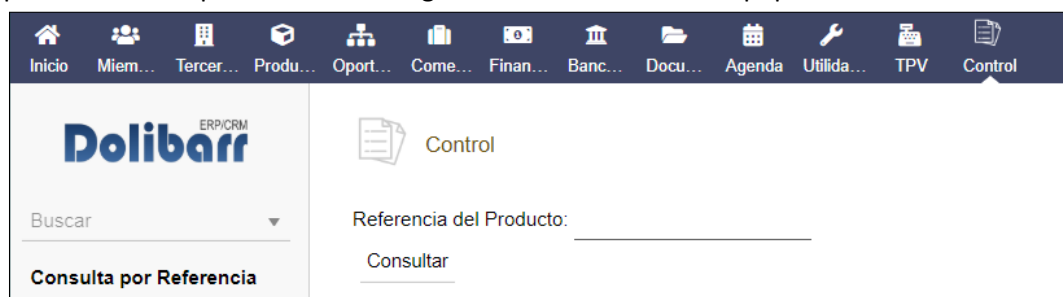 Inicio Miem... Tercer... Produ... Oport... Come... Finan... Banc... Docu... Agenda Utilida... TPV Control
Dolibarr ERP/CRM
Control
Buscar
Referencia del Producto:
Consultar
Consulta por Referencia